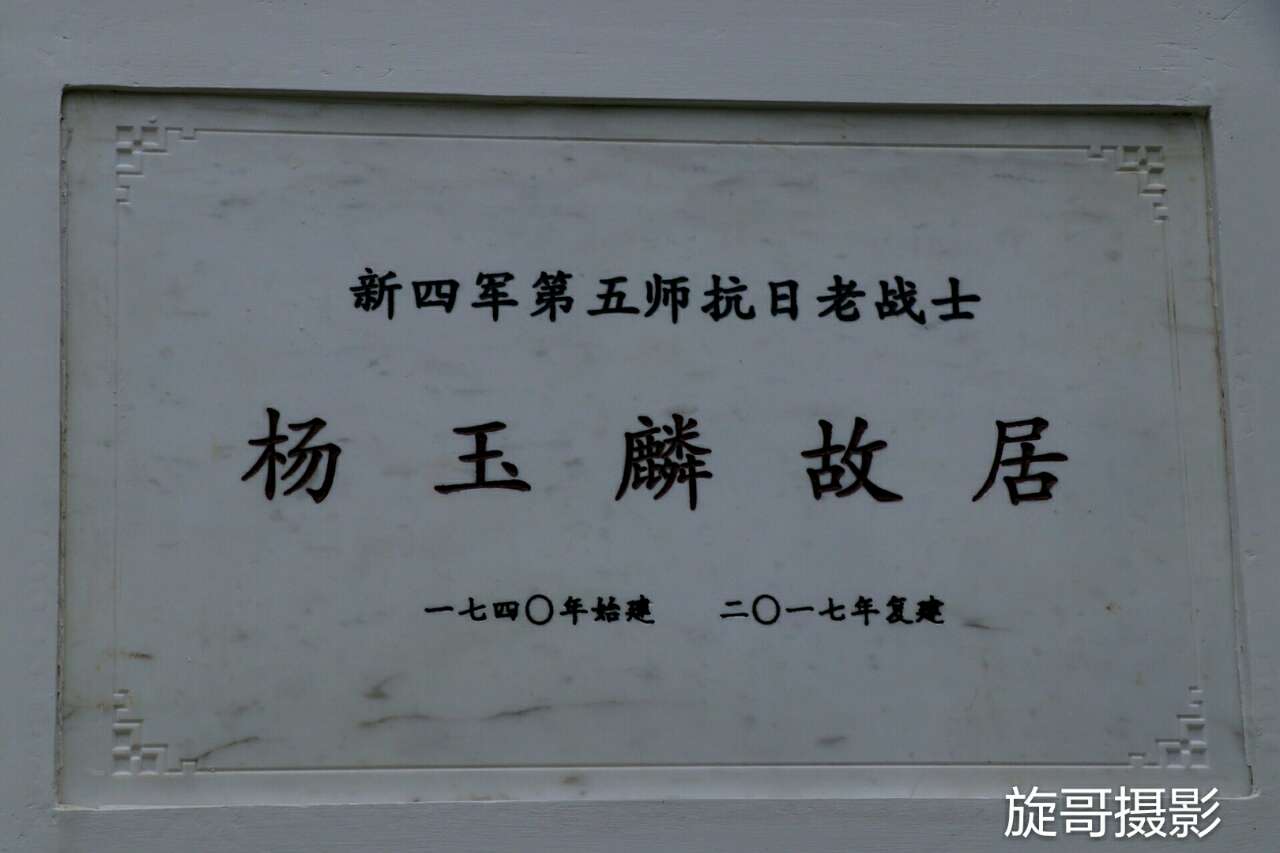 新四军第五师抗日老战士
杨玉麟故居
一七四〇年始建 二〇一七年复建
旋哥摄影